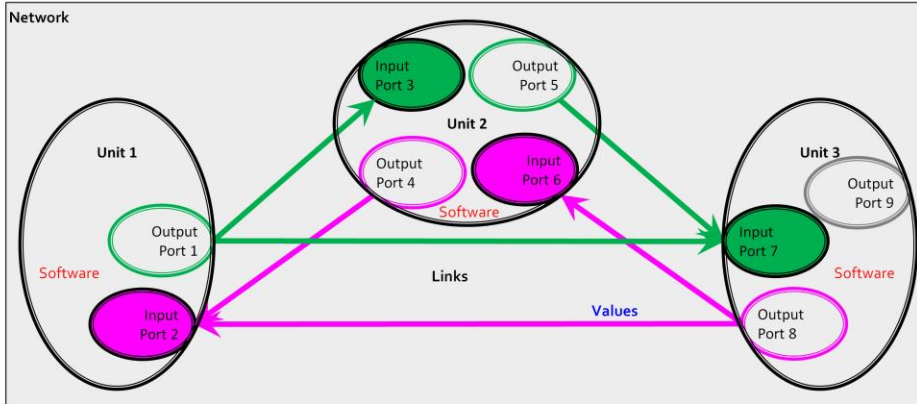 Network
Unit 1
Output
Port 1
Software
Input
Port 2
Input
Port 3
Output
Port 5
Unit 2
Output
Port 4
Input
Port 6
Software
Links
Values
Unit 3
Output
Port 9
Input
Port 7
Software
Output
Port 8